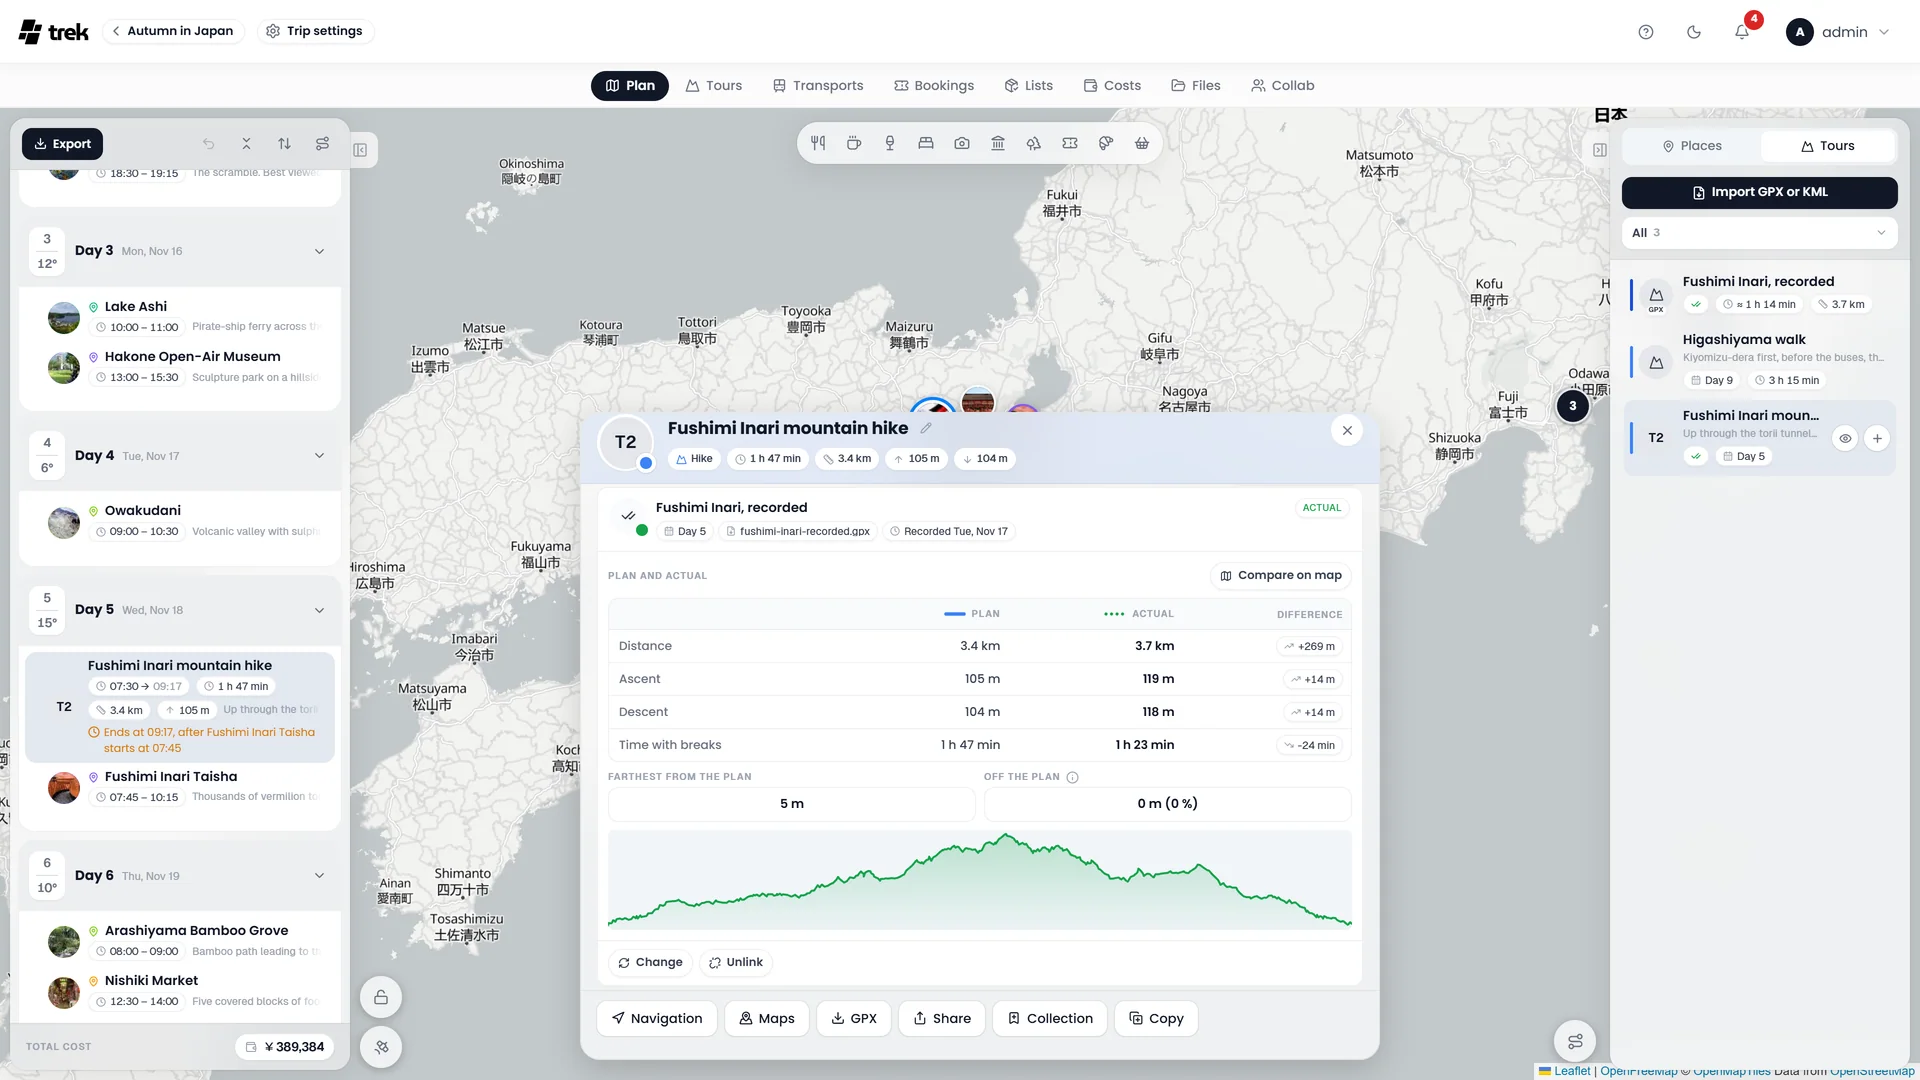 trek
Autumn in Japan
Trip settings
4
A
admin
Plan
Tours
Transports
Bookings
Lists
Costs
Files
Collab
Export
18:30 – 19:15
The scramble. Best viewe
3
12°
Day 3
Mon, Nov 16
Lake Ashi
10:00 – 11:00
Pirate-ship ferry across th
Hakone Open-Air Museum
13:00 – 15:30
Sculpture park on a hillsi
4
6°
Day 4
Tue, Nov 17
Owakudani
09:00 – 10:30
Volcanic valley with sulph
5
15°
Day 5
Wed, Nov 18
T2
Fushimi Inari mountain hike
07:30 → 09:17
1 h 47 min
3.4 km
105 m
Up through the torii
Ends at 09:17, after Fushimi Inari Taisha
starts at 07:45
Fushimi Inari Taisha
07:45 – 10:15
Thousands of vermilion to
6
10°
Day 6
Thu, Nov 19
Arashiyama Bamboo Grove
08:00 – 09:00
Bamboo path leading to th
Nishiki Market
12:30 – 14:00
Five covered blocks of foo
TOTAL COST
¥ 389,384
日本
Okinoshima
隠岐の島町
Matsumoto
松本市
Fukui
福井市
Kofu
甲府市
Toyooka
豊岡市
Tottori
鳥取市
Kotoura
琴浦町
Matsue
松江市
Maizuru
舞鶴市
Izumo
出雲市
Gifu
岐阜市
Nagoya
名古屋市
Fuji
富士市
Odawa
小田原
3
Shizuoka
静岡市
Fukuyama
福山市
Hiroshima
広島市
Imabari
今治市
Matsuyama
松山市
Koch
高知
Shimanto
四万十市
Ainan
愛南町
Tosashimizu
土佐清水市
T2
Fushimi Inari mountain hike
Hike
1 h 47 min
3.4 km
105 m
104 m
Fushimi Inari, recorded
ACTUAL
Day 5
fushimi-inari-recorded.gpx
Recorded Tue, Nov 17
PLAN AND ACTUAL
Compare on map
PLAN
ACTUAL
DIFFERENCE
Distance
3.4 km
3.7 km
+269 m
Ascent
105 m
119 m
+14 m
Descent
104 m
118 m
+14 m
Time with breaks
1 h 47 min
1 h 23 min
-24 min
FARTHEST FROM THE PLAN
OFF THE PLAN
5 m
0 m (0 %)
Change
Unlink
Navigation
Maps
GPX
Share
Collection
Copy
Places
Tours
Import GPX or KML
All 3
GPX
Fushimi Inari, recorded
≈ 1 h 14 min
3.7 km
Higashiyama walk
Kiyomizu-dera first, before the buses, th...
Day 9
3 h 15 min
T2
Fushimi Inari moun...
Up through the torii tunnel...
Day 5
Leaflet | OpenFreeMap © OpenMapTiles Data from OpenStreetMap